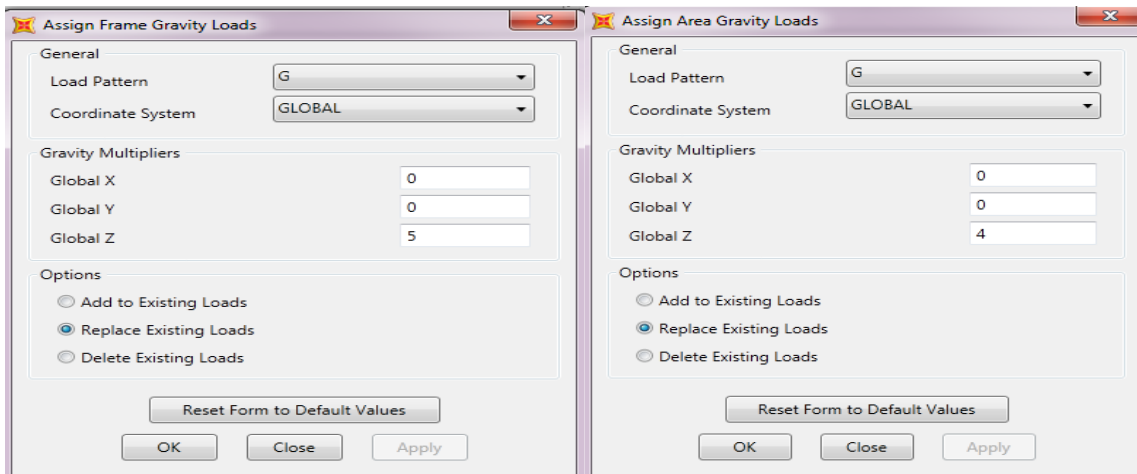 Assign Frame Gravity Loads
General
Load Pattern G
Coordinate System GLOBAL
Gravity Multipliers
Global X 0
Global Y 0
Global Z 5
Options
Add to Existing Loads
Replace Existing Loads
Delete Existing Loads
Reset Form to Default Values
OK Close Apply
Assign Area Gravity Loads
General
Load Pattern G
Coordinate System GLOBAL
Gravity Multipliers
Global X 0
Global Y 0
Global Z 4
Options
Add to Existing Loads
Replace Existing Loads
Delete Existing Loads
Reset Form to Default Values
OK Close Apply